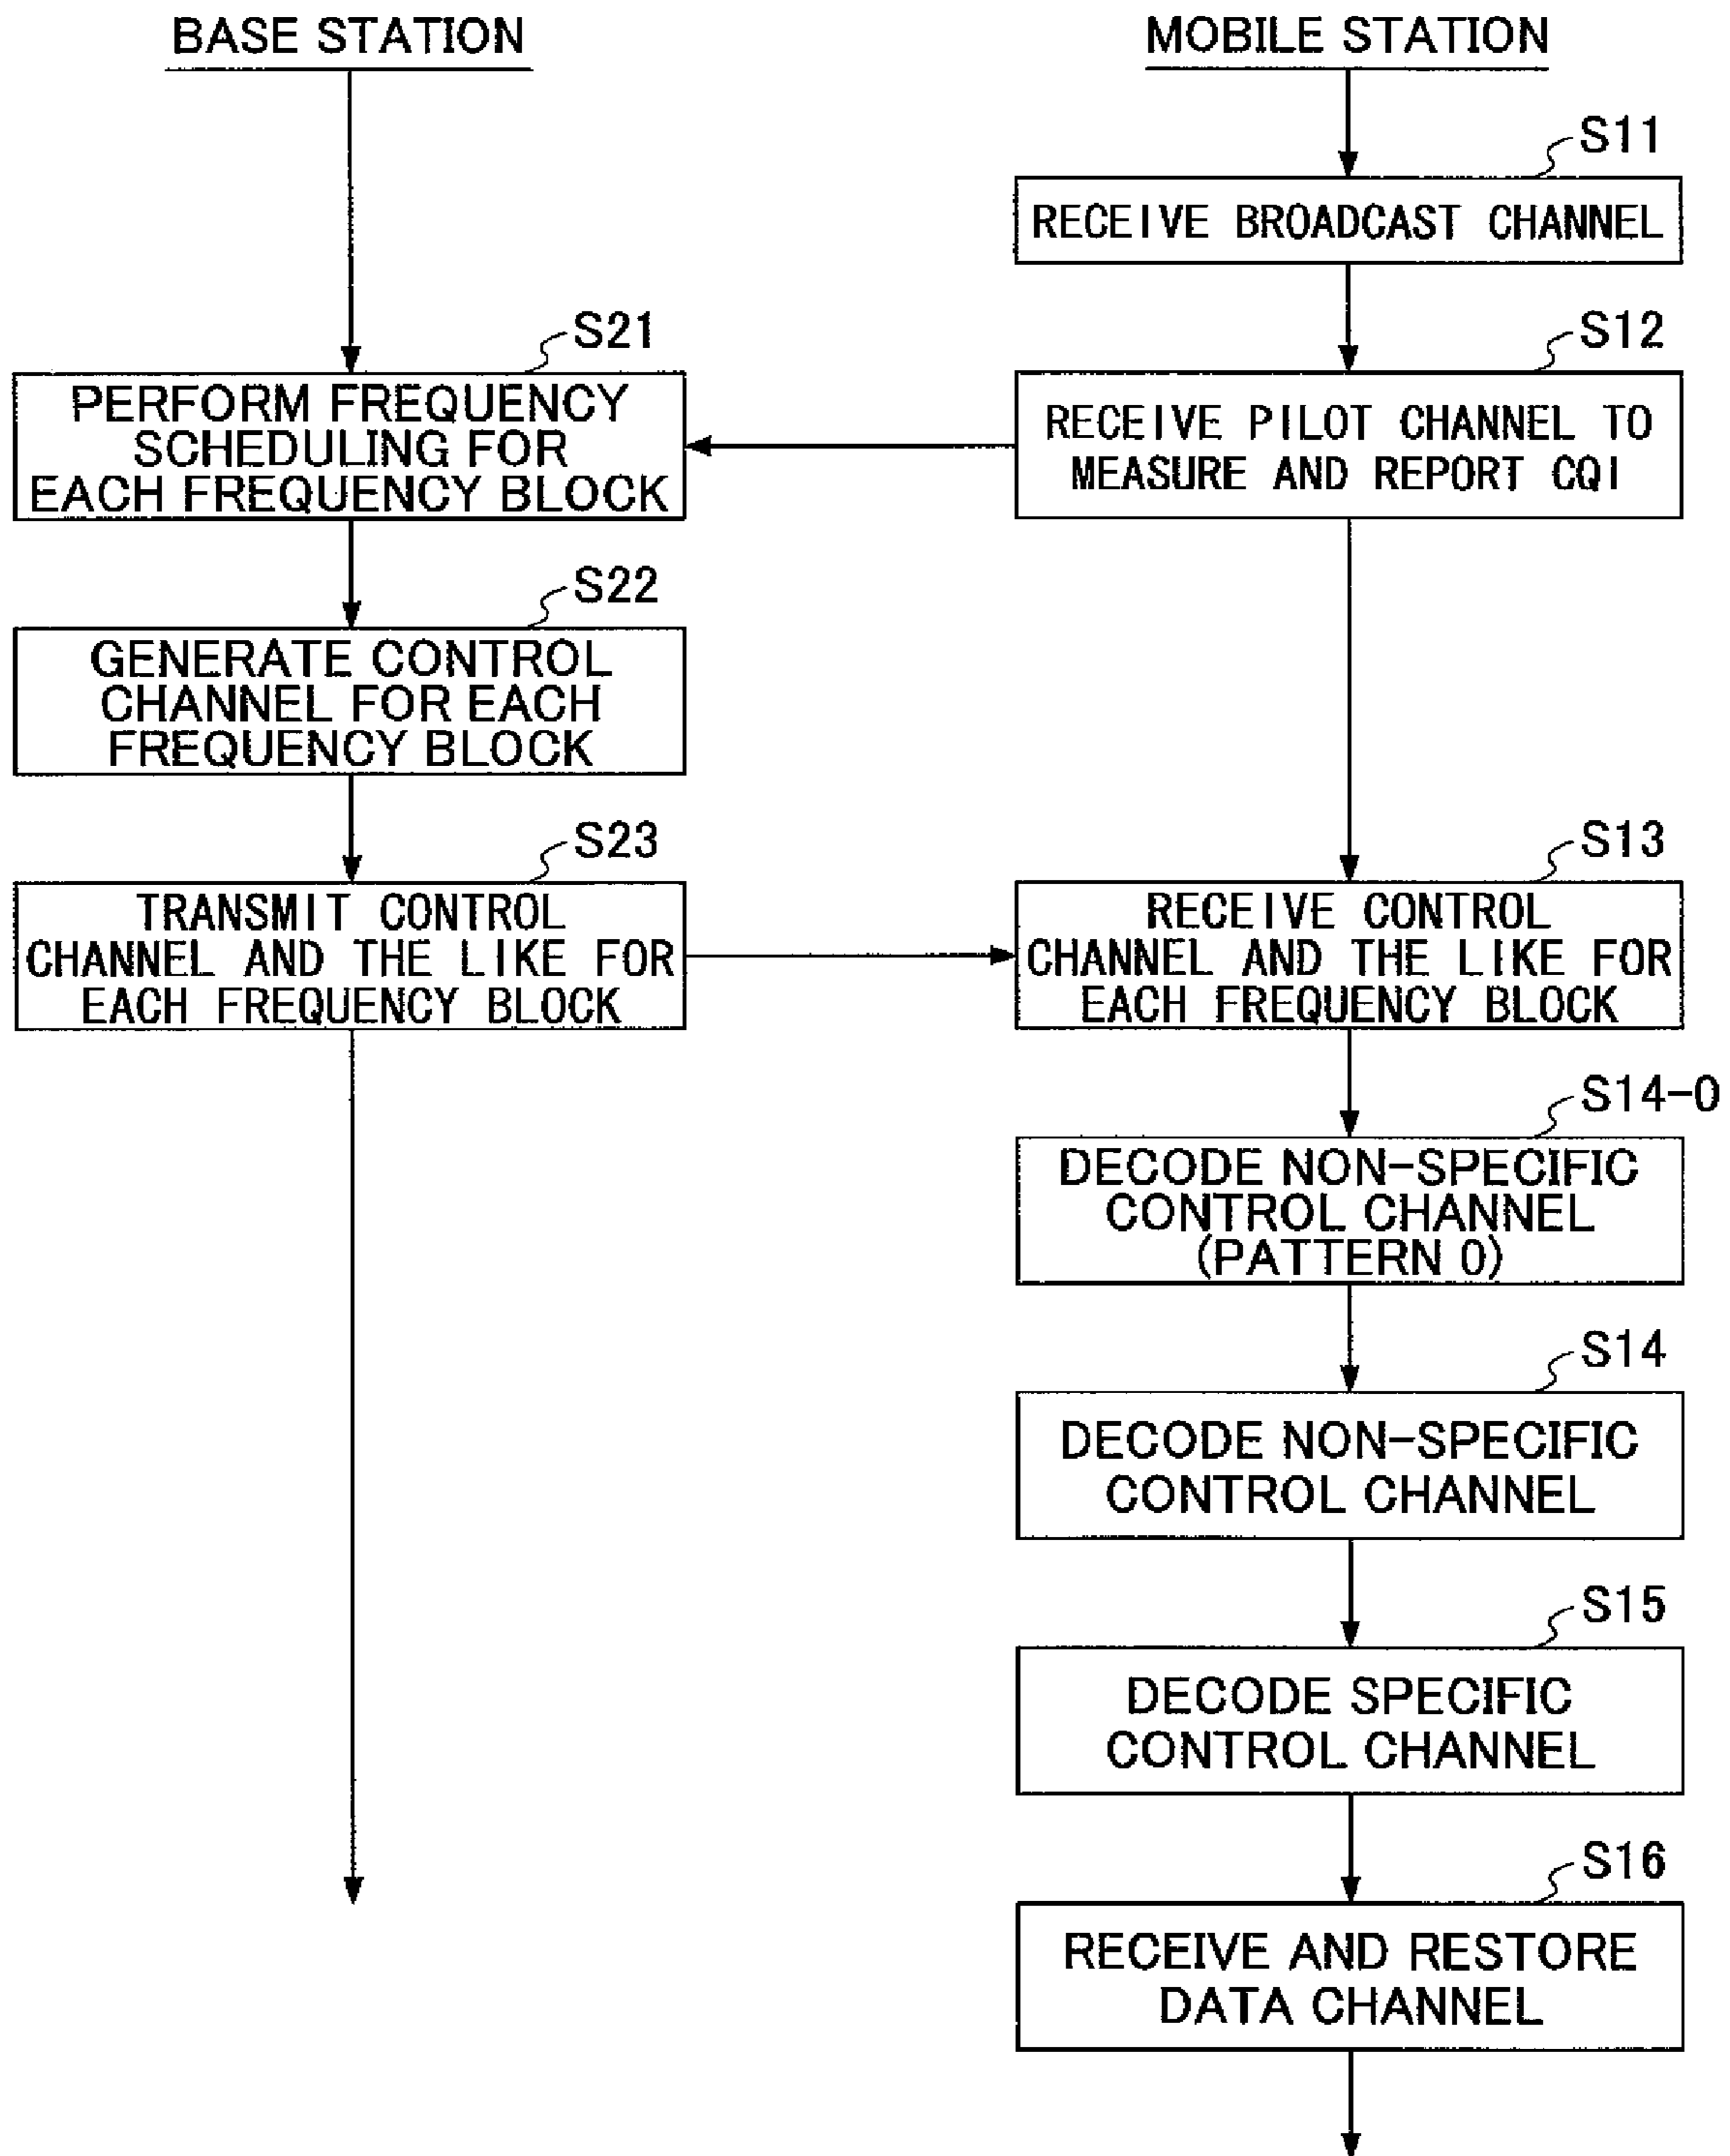 BASE STATION
MOBILE STATION
S11
RECEIVE BROADCAST CHANNEL
S21
PERFORM FREQUENCY
SCHEDULING FOR
EACH FREQUENCY BLOCK
S12
RECEIVE PILOT CHANNEL TO
MEASURE AND REPORT CQI
S22
GENERATE CONTROL
CHANNEL FOR EACH
FREQUENCY BLOCK
S23
TRANSMIT CONTROL
CHANNEL AND THE LIKE FOR
EACH FREQUENCY BLOCK
S13
RECEIVE CONTROL
CHANNEL AND THE LIKE FOR
EACH FREQUENCY BLOCK
S14-0
DECODE NON-SPECIFIC
CONTROL CHANNEL
(PATTERN 0)
S14
DECODE NON-SPECIFIC
CONTROL CHANNEL
S15
DECODE SPECIFIC
CONTROL CHANNEL
S16
RECEIVE AND RESTORE
DATA CHANNEL